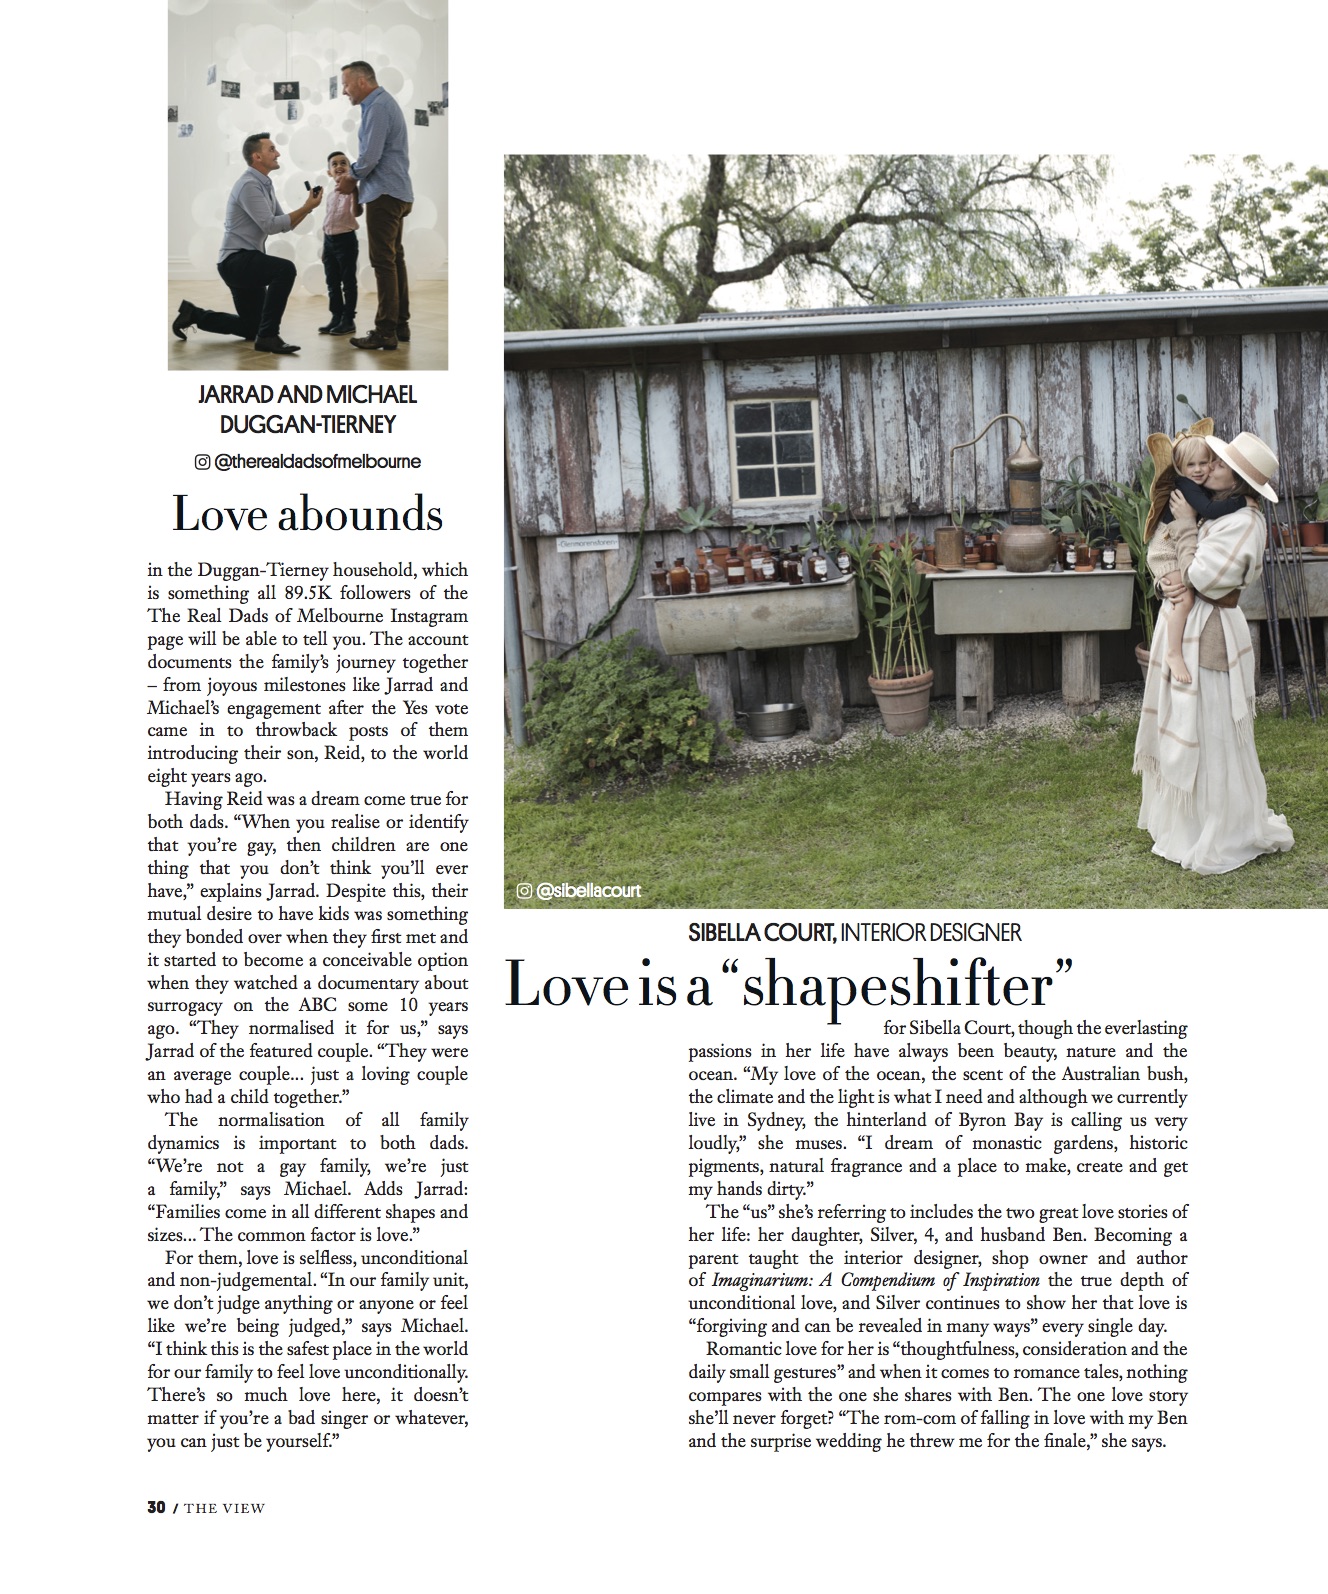 JARRAD AND MICHAEL
DUGGAN-TIERNEY
@therealdadsofmelbourne
Love abounds
in the Duggan-Tierney household, which
is something all 89.5K followers of the
The Real Dads of Melbourne Instagram
page will be able to tell you. The account
documents the family’s journey together
– from joyous milestones like Jarrad and
Michael’s engagement after the Yes vote
came in to throwback posts of them
introducing their son, Reid, to the world
eight years ago.
Having Reid was a dream come true for
both dads. “When you realise or identify
that you’re gay, then children are one
thing that you don’t think you’ll ever
have,” explains Jarrad. Despite this, their
mutual desire to have kids was something
they bonded over when they first met and
it started to become a conceivable option
when they watched a documentary about
surrogacy on the ABC some 10 years
ago. “They normalised it for us,” says
Jarrad of the featured couple. “They were
an average couple... just a loving couple
who had a child together.”
The normalisation of all family
dynamics is important to both dads.
“We’re not a gay family, we’re just
a family,” says Michael. Adds Jarrad:
“Families come in all different shapes and
sizes... The common factor is love.”
For them, love is selfless, unconditional
and non-judgemental. “In our family unit,
we don’t judge anything or anyone or feel
like we’re being judged,” says Michael.
“I think this is the safest place in the world
for our family to feel love unconditionally.
There’s so much love here, it doesn’t
matter if you’re a bad singer or whatever,
you can just be yourself.”
@sibellacourt
SIBELLA COURT, INTERIOR DESIGNER
Love is a “shapeshifter”
for Sibella Court, though the everlasting
passions in her life have always been beauty, nature and the
ocean. “My love of the ocean, the scent of the Australian bush,
the climate and the light is what I need and although we currently
live in Sydney, the hinterland of Byron Bay is calling us very
loudly,” she muses. “I dream of monastic gardens, historic
pigments, natural fragrance and a place to make, create and get
my hands dirty.”
The “us” she’s referring to includes the two great love stories of
her life: her daughter, Silver, 4, and husband Ben. Becoming a
parent taught the interior designer, shop owner and author
of Imaginarium: A Compendium of Inspiration the true depth of
unconditional love, and Silver continues to show her that love is
“forgiving and can be revealed in many ways” every single day.
Romantic love for her is “thoughtfulness, consideration and the
daily small gestures” and when it comes to romance tales, nothing
compares with the one she shares with Ben. The one love story
she’ll never forget? “The rom-com of falling in love with my Ben
and the surprise wedding he threw me for the finale,” she says.
30 / THE VIEW